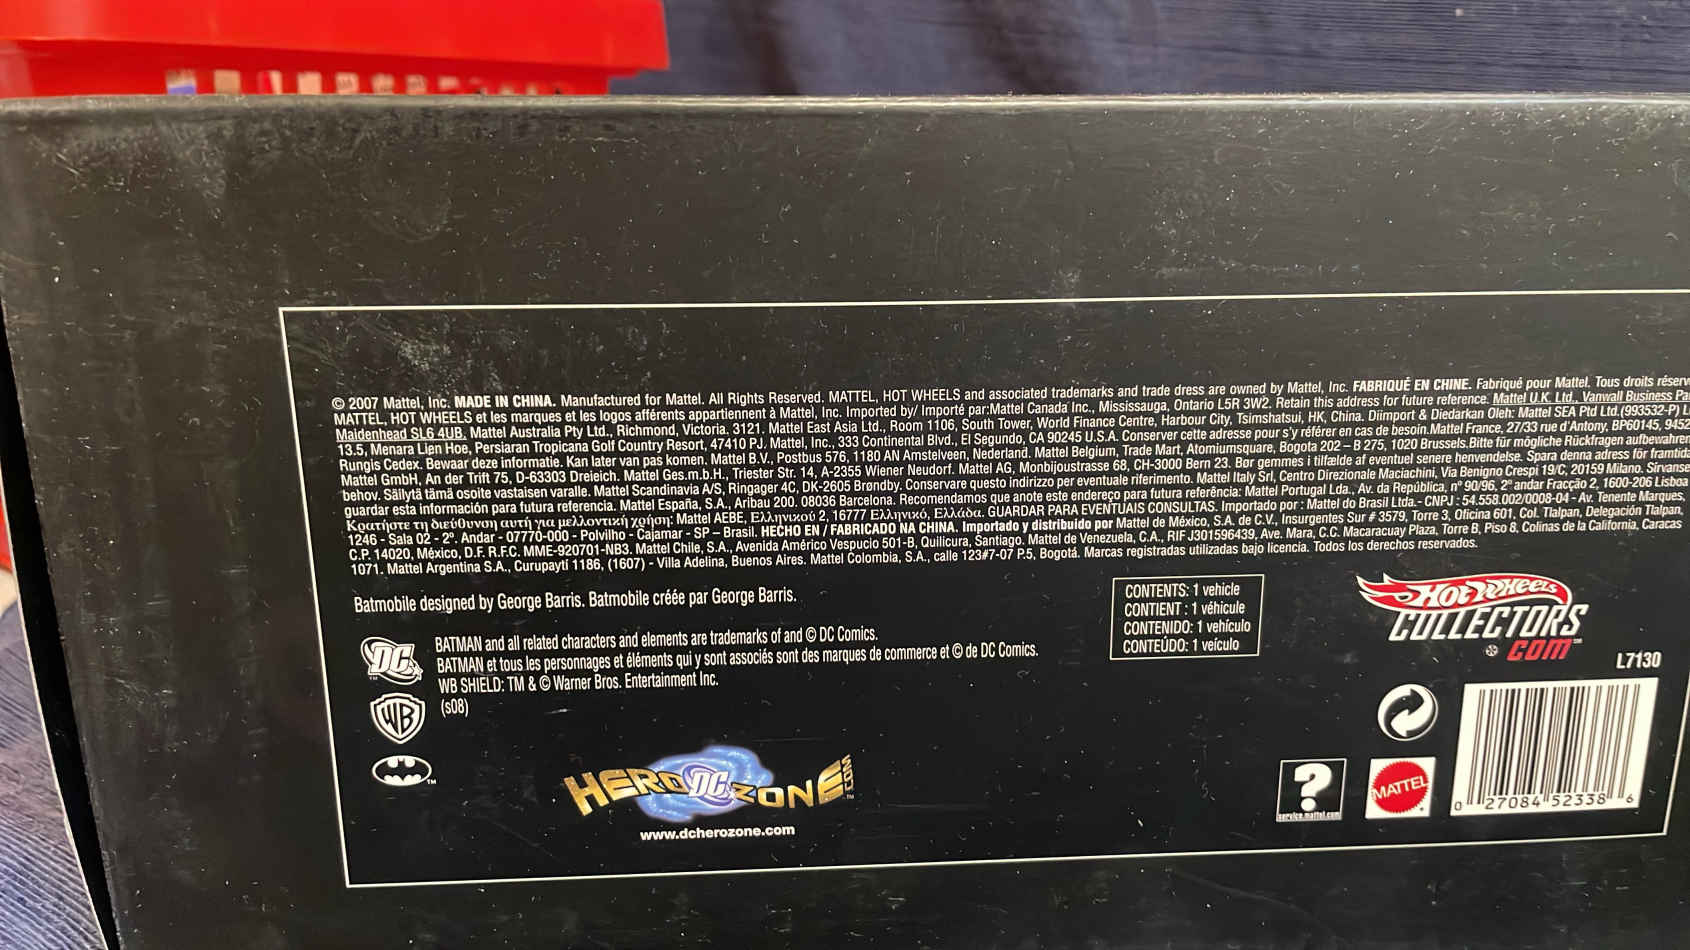 © 2007 Mattel, Inc. MADE IN CHINA. Manufactured for Mattel. All Rights Reserved. MATTEL, HOT WHEELS and associated trademarks and trade dress are owned by Mattel, Inc. FABRIQUÉ EN CHINE. Fabriqué pour Mattel. Tous droits
MATTEL, HOT WHEELS et les marques et les logos afférents appartiennent à Mattel, Inc. Imported by/ Importé par:Mattel Canada Inc., Mississauga, Ontario L5R 3W2. Retain this address for future reference. Mattel U.K. Ltd., Vanwall Business
Maidenhead SL6 4UB. Mattel Australia Pty Ltd., Richmond, Victoria. 3121. Mattel East Asia Ltd., Room 1106, South Tower, World Finance Centre, Harbour City, Tsimshatsui, HK, China. Diimport & Diedarkan Oleh: Mattel SEA Ptd Ltd.(993532-P)
13.5, Menara Lien Hoe, Persiaran Tropicana Golf Country Resort, 47410 PJ. Mattel, Inc., 333 Continental Blvd., El Segundo, CA 90245 U.S.A. Conserver cette adresse pour s'y référer en cas de besoin.Mattel France, 27/33 rue d'Antony, BP60145,
Rungis Cedex. Bewaar deze informatie. Kan later van pas komen. Mattel B.V., Postbus 576, 1180 AN Amstelveen, Nederland. Mattel Belgium, Trade Mart, Atomiumsquare, Bogota 202 – B 275, 1020 Brussels.Bitte für mögliche Rückfragen aufbewahren
Mattel GmbH, An der Trift 75, D-63303 Dreieich. Mattel Ges.m.b.H., Triester Str. 14, A-2355 Wiener Neudorf. Mattel AG, Monbijoustrasse 68, CH-3000 Bern 23. Bør gemmes i tilfælde af eventuel senere henvendelse. Spara denna adress för
behov. Säilytä tämä osoite vastaisen varalle. Mattel Scandinavia A/S, Ringager 4C, DK-2605 Brøndby. Conservare questo indirizzo per eventuale riferimento. Mattel Italy Srl, Centro Direzionale Maciachini, Via Benigno Crespi 19/C, 20159 Milano. Sírvanse
guardar esta información para futura referencia. Mattel España, S.A., Aribau 200. 08036 Barcelona. Recomendamos que anote este endereço para futura referência: Mattel Portugal Lda., Av. da República, nº 90/96, 2º andar Fracção 2, 1600-206 Lisboa
Κρατήστε τη διεύθυνση αυτή για μελλοντική χρήση: Mattel AEBE, Ελληνικού 2, 16777 Ελληνικό, Ελλάδα. GUARDAR PARA EVENTUAIS CONSULTAS. Importado por : Mattel do Brasil Ltda.- CNPJ : 54.558.002/0008-04 - Av. Tenente Marques,
1246 - Sala 02 - 2º. Andar - 07770-000 - Polvilho - Cajamar - SP – Brasil. HECHO EN / FABRICADO NA CHINA. Importado y distribuido por Mattel de México, S.A. de C.V., Insurgentes Sur # 3579, Torre 3, Oficina 601, Col. Tlalpan, Delegación Tlalpan,
C.P. 14020, México, D.F. R.F.C. MME-920701-NB3. Mattel Chile, S.A., Avenida Américo Vespucio 501-B, Quilicura, Santiago. Mattel de Venezuela, C.A., RIF J301596439, Ave. Mara, C.C. Macaracuay Plaza, Torre B, Piso 8, Colinas de la California, Caracas
1071. Mattel Argentina S.A., Curupaytí 1186, (1607) - Villa Adelina, Buenos Aires. Mattel Colombia, S.A., calle 123#7-07 P.5, Bogotá. Marcas registradas utilizadas bajo licencia. Todos los derechos reservados.
Batmobile designed by George Barris. Batmobile créée par George Barris.
CONTENTS: 1 vehicle
CONTIENT : 1 véhicule
CONTENIDO: 1 vehículo
CONTEÚDO: 1 veículo
HOT WHEELS
COLLECTORS
.COM
L7130
DC
BATMAN and all related characters and elements are trademarks of and © DC Comics.
BATMAN et tous les personnages et éléments qui y sont associés sont des marques de commerce et © de DC Comics.
WB SHIELD: TM & © Warner Bros. Entertainment Inc.
(s08)
WB
HERO DC ZONE .COM
www.dcherozone.com
?
service.mattel.com
MATTEL
0 27084 52338 6